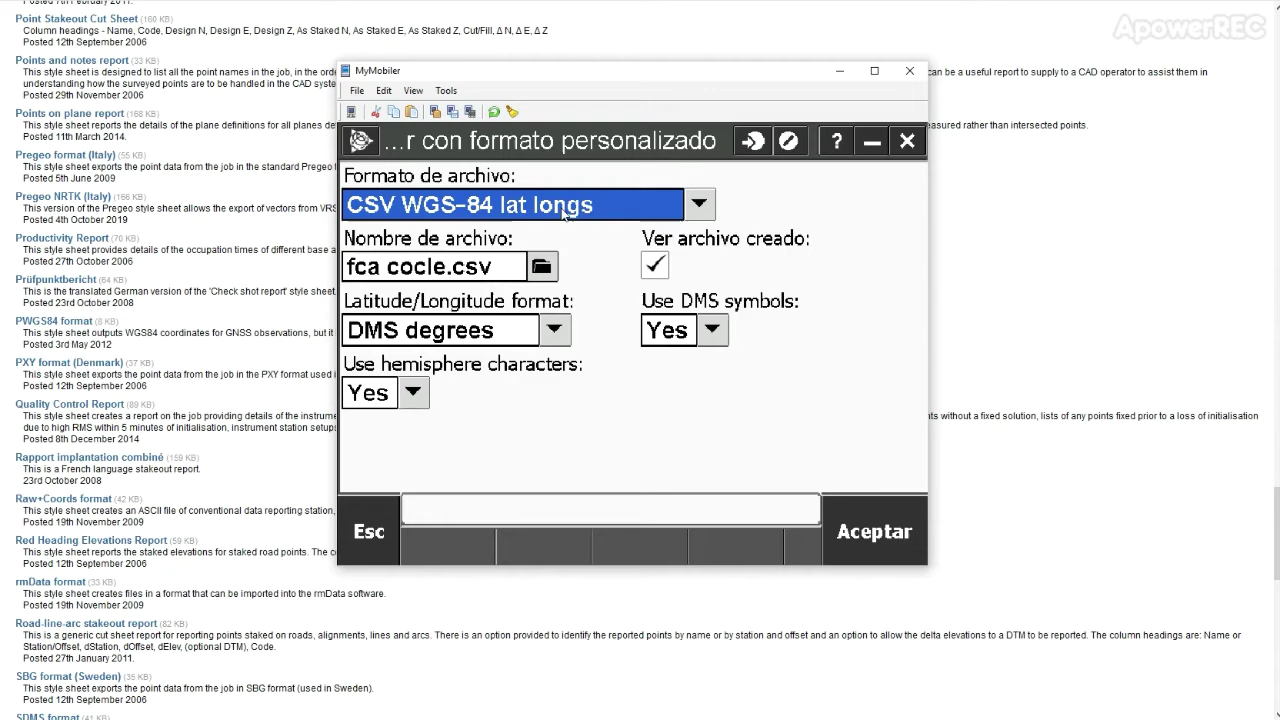 Posted 7th February 2011.
Point Stakeout Cut Sheet (160 KB)
Column headings - Name, Code, Design N, Design E, Design Z, As Staked N, As Staked E, As Staked Z, Cut/Fill, Δ N, Δ E, Δ Z
Posted 12th September 2006
ApowerREC
Points and notes report (33 KB)
This style sheet is designed to list all the point names in the job, in the orde
can be a useful report to supply to a CAD operator to assist them in
understanding how the surveyed points are to be handled in the CAD syste
Posted 29th November 2006
Points on plane report (168 KB)
This style sheet reports the details of the plane definitions for all planes de
easured rather than intersected points.
Posted 11th March 2014.
Pregeo format (Italy) (55 KB)
This style sheet exports the point data from the job in the standard Pregeo f
Posted 5th June 2009
Pregeo NRTK (Italy) (166 KB)
This version of the Pregeo style sheet allows the export of vectors from VRS
Posted 4th October 2019
Productivity Report (70 KB)
This style sheet provides details of the occupation times of different base a
Posted 27th October 2006
Prüfpunktbericht (64 KB)
This is the translated German version of the 'Check shot report' style sheet.
Posted 23rd October 2008
PWGS84 format (8 KB)
This style sheet outputs WGS84 coordinates for GNSS observations, but it
Posted 3rd May 2012
PXY format (Denmark) (37 KB)
This style sheet exports the point data from the job in the PXY format used i
Posted 12th September 2006
Quality Control Report (89 KB)
This style sheet creates a report on the job providing details of the instrume
nts without a fixed solution, lists of any points fixed prior to a loss of initialisation
due to high RMS within 5 minutes of initialisation, instrument station setups
Posted 8th December 2014
Rapport implantation combiné (159 KB)
This is a French language stakeout report.
23rd October 2008
Raw+Coords format (42 KB)
This style sheet creates an ASCII file of conventional data reporting station,
Posted 19th November 2009
Red Heading Elevations Report (59 KB)
This style sheet reports the staked elevations for staked road points. The co
Posted 12th September 2006
rmData format (33 KB)
This style sheet creates files in a format that can be imported into the rmData software.
Posted 19th November 2009
Road-line-arc stakeout report (82 KB)
This is a generic cut sheet report for reporting points staked on roads, alignments, lines and arcs. There is an option provided to identify the reported points by name or by station and offset and an option to allow the delta elevations to a DTM to be reported. The column headings are: Name or
Station/Offset, dStation, dOffset, dElev, (optional DTM), Code.
Posted 27th January 2011.
SBG format (Sweden) (35 KB)
This style sheet exports the point data from the job in SBG format (used in Sweden).
Posted 12th September 2006
SDMS format (41 KB)
MyMobiler
File Edit View Tools
...r con formato personalizado ?
Formato de archivo:
CSV WGS-84 lat longs
Nombre de archivo: Ver archivo creado:
fca cocle.csv
Latitude/Longitude format: Use DMS symbols:
DMS degrees Yes
Use hemisphere characters:
Yes
Esc Aceptar